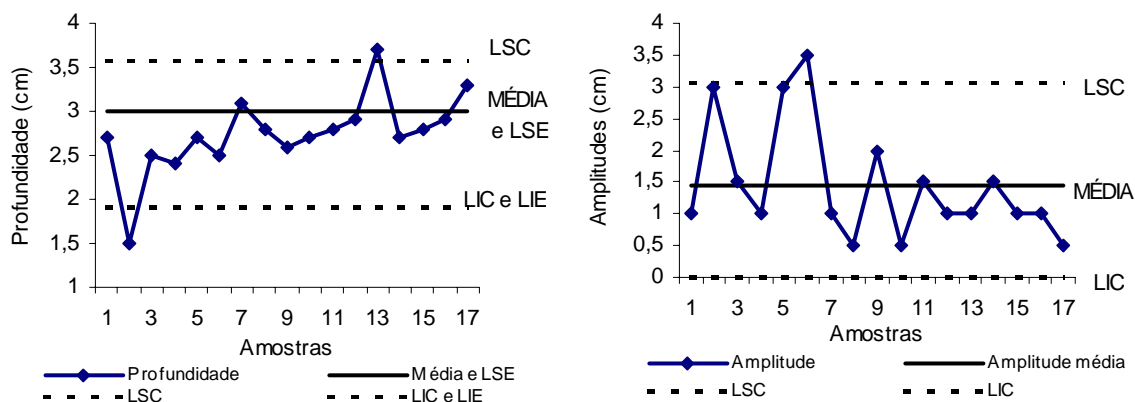 Profundidade (cm)
4
3,5
3
2,5
2
1,5
1
LSC
MÉDIA
e LSE
LIC e LIE
1 3 5 7 9 11 13 15 17
Amostras
Profundidade Média e LSE
LSC LIC e LIE
Amplitudes (cm)
4
3,5
3
2,5
2
1,5
1
0,5
0
LSC
MÉDIA
LIC
1 3 5 7 9 11 13 15 17
Amostras
Amplitude Amplitude média
LSC LIC